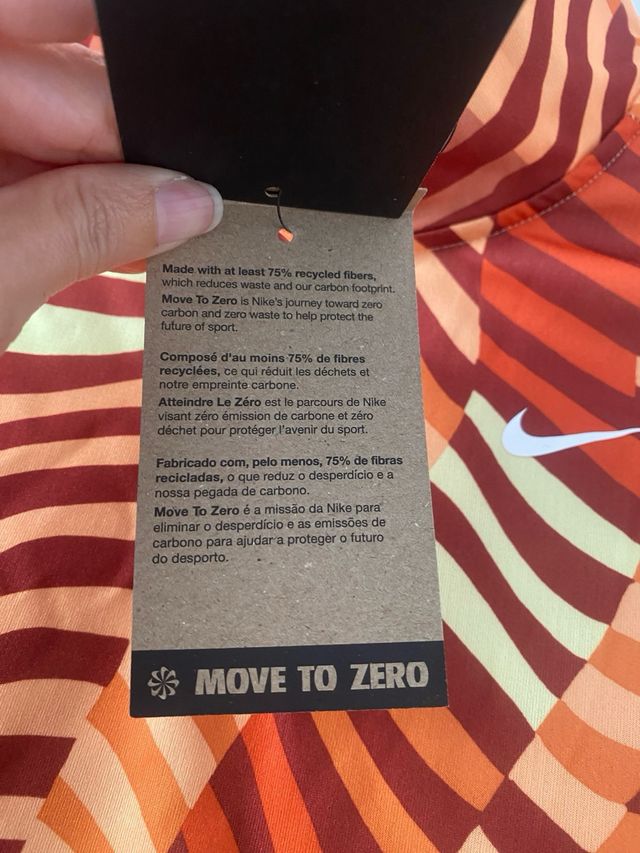 Made with at least 75% recycled fibers,
which reduces waste and our carbon footprint.
Move To Zero is Nike's journey toward zero
carbon and zero waste to help protect the
future of sport.
Composé d'au moins 75% de fibres
recyclées, ce qui réduit les déchets et
notre empreinte carbone.
Atteindre Le Zéro est le parcours de Nike
visant zéro émission de carbone et zéro
déchet pour protéger l'avenir du sport.
Fabricado com, pelo menos, 75% de fibras
recicladas, o que reduz o desperdício e a
nossa pegada de carbono.
Move To Zero é a missão da Nike para
eliminar o desperdício e as emissões de
carbono para ajudar a proteger o futuro
do desporto.
MOVE TO ZERO